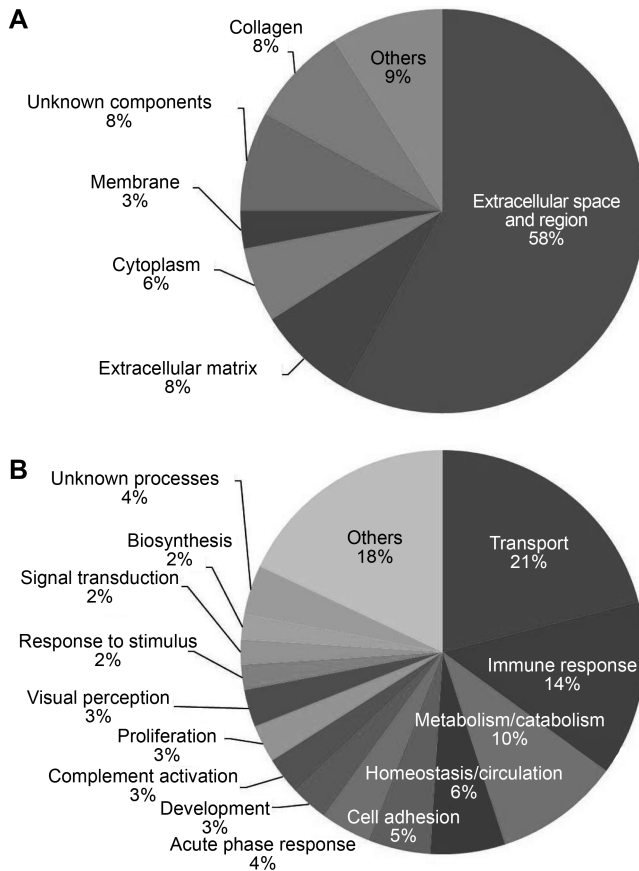 A
Collagen
8%
Others
9%
Unknown components
8%
Membrane
3%
Extracellular space
and region
58%
Cytoplasm
6%
Extracellular matrix
8%
B
Unknown processes
4%
Others
18%
Transport
21%
Biosynthesis
2%
Signal transduction
2%
Response to stimulus
2%
Immune response
14%
Visual perception
3%
Metabolism/catabolism
10%
Proliferation
3%
Complement activation
3%
Homeostasis/circulation
6%
Development
3%
Cell adhesion
5%
Acute phase response
4%